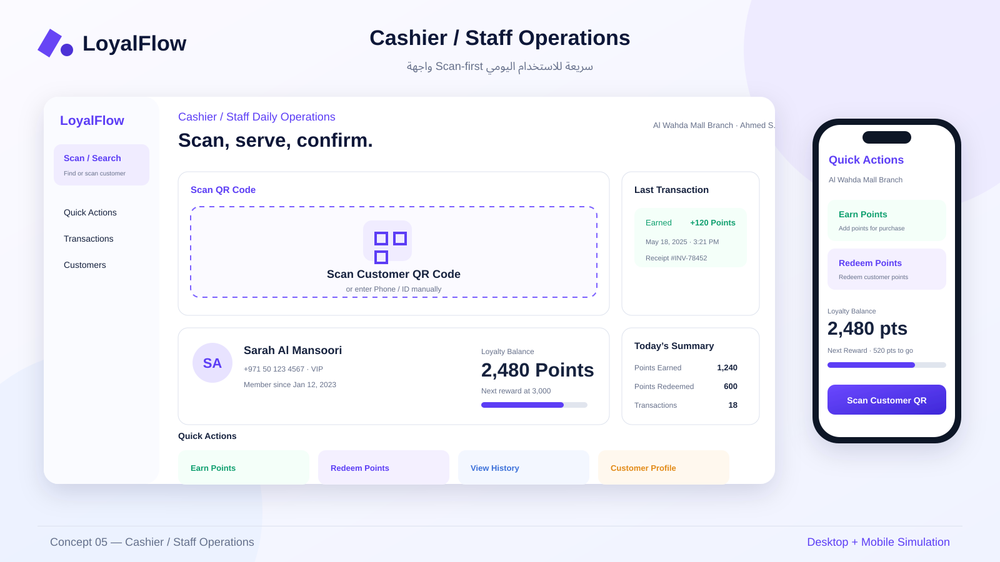 LoyalFlow
Cashier / Staff Operations
واجهة Scan-first سريعة للاستخدام اليومي
LoyalFlow
Scan / Search
Find or scan customer
Quick Actions
Transactions
Customers
Cashier / Staff Daily Operations
Scan, serve, confirm.
Al Wahda Mall Branch · Ahmed S.
Scan QR Code
Scan Customer QR Code
or enter Phone / ID manually
Last Transaction
Earned +120 Points
May 18, 2025 · 3:21 PM
Receipt #INV-78452
SA
Sarah Al Mansoori
+971 50 123 4567 · VIP
Member since Jan 12, 2023
Loyalty Balance
2,480 Points
Next reward at 3,000
Today’s Summary
Points Earned 1,240
Points Redeemed 600
Transactions 18
Quick Actions
Earn Points
Redeem Points
View History
Customer Profile
Quick Actions
Al Wahda Mall Branch
Earn Points
Add points for purchase
Redeem Points
Redeem customer points
Loyalty Balance
2,480 pts
Next Reward · 520 pts to go
Scan Customer QR
Concept 05 — Cashier / Staff Operations
Desktop + Mobile Simulation